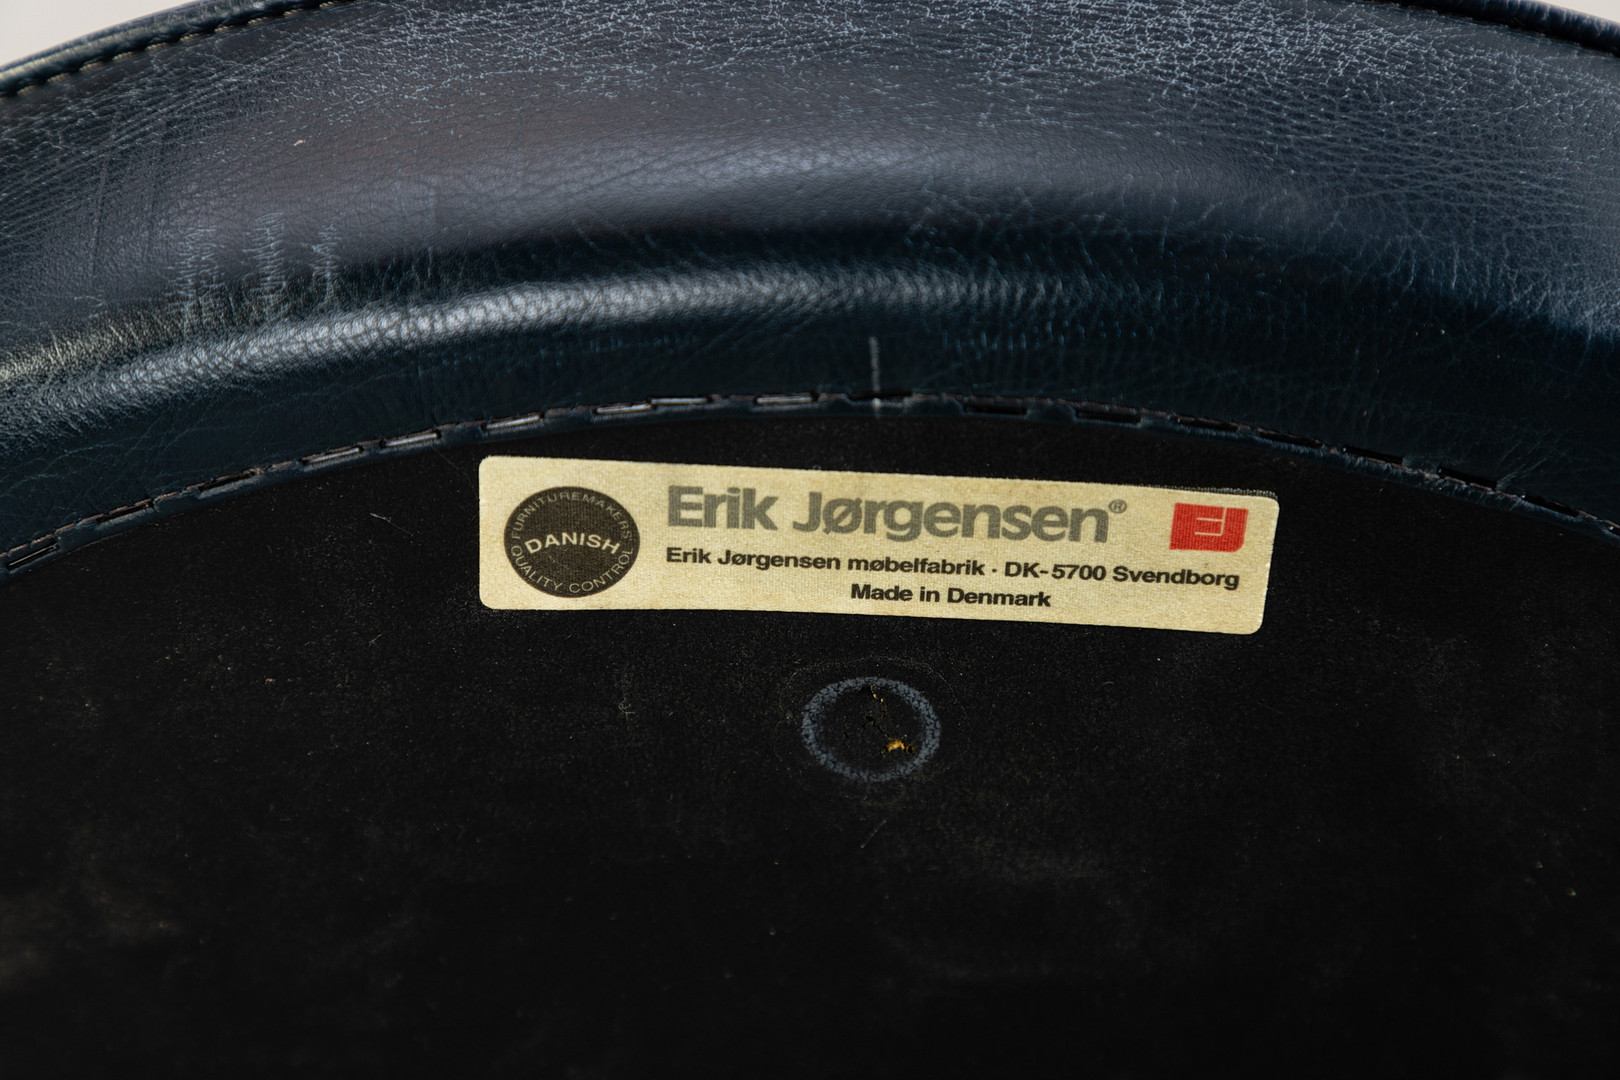 FURNITUREMAKERS
DANISH
QUALITY CONTROL
Erik Jørgensen®
EJ
Erik Jørgensen møbelfabrik · DK-5700 Svendborg
Made in Denmark